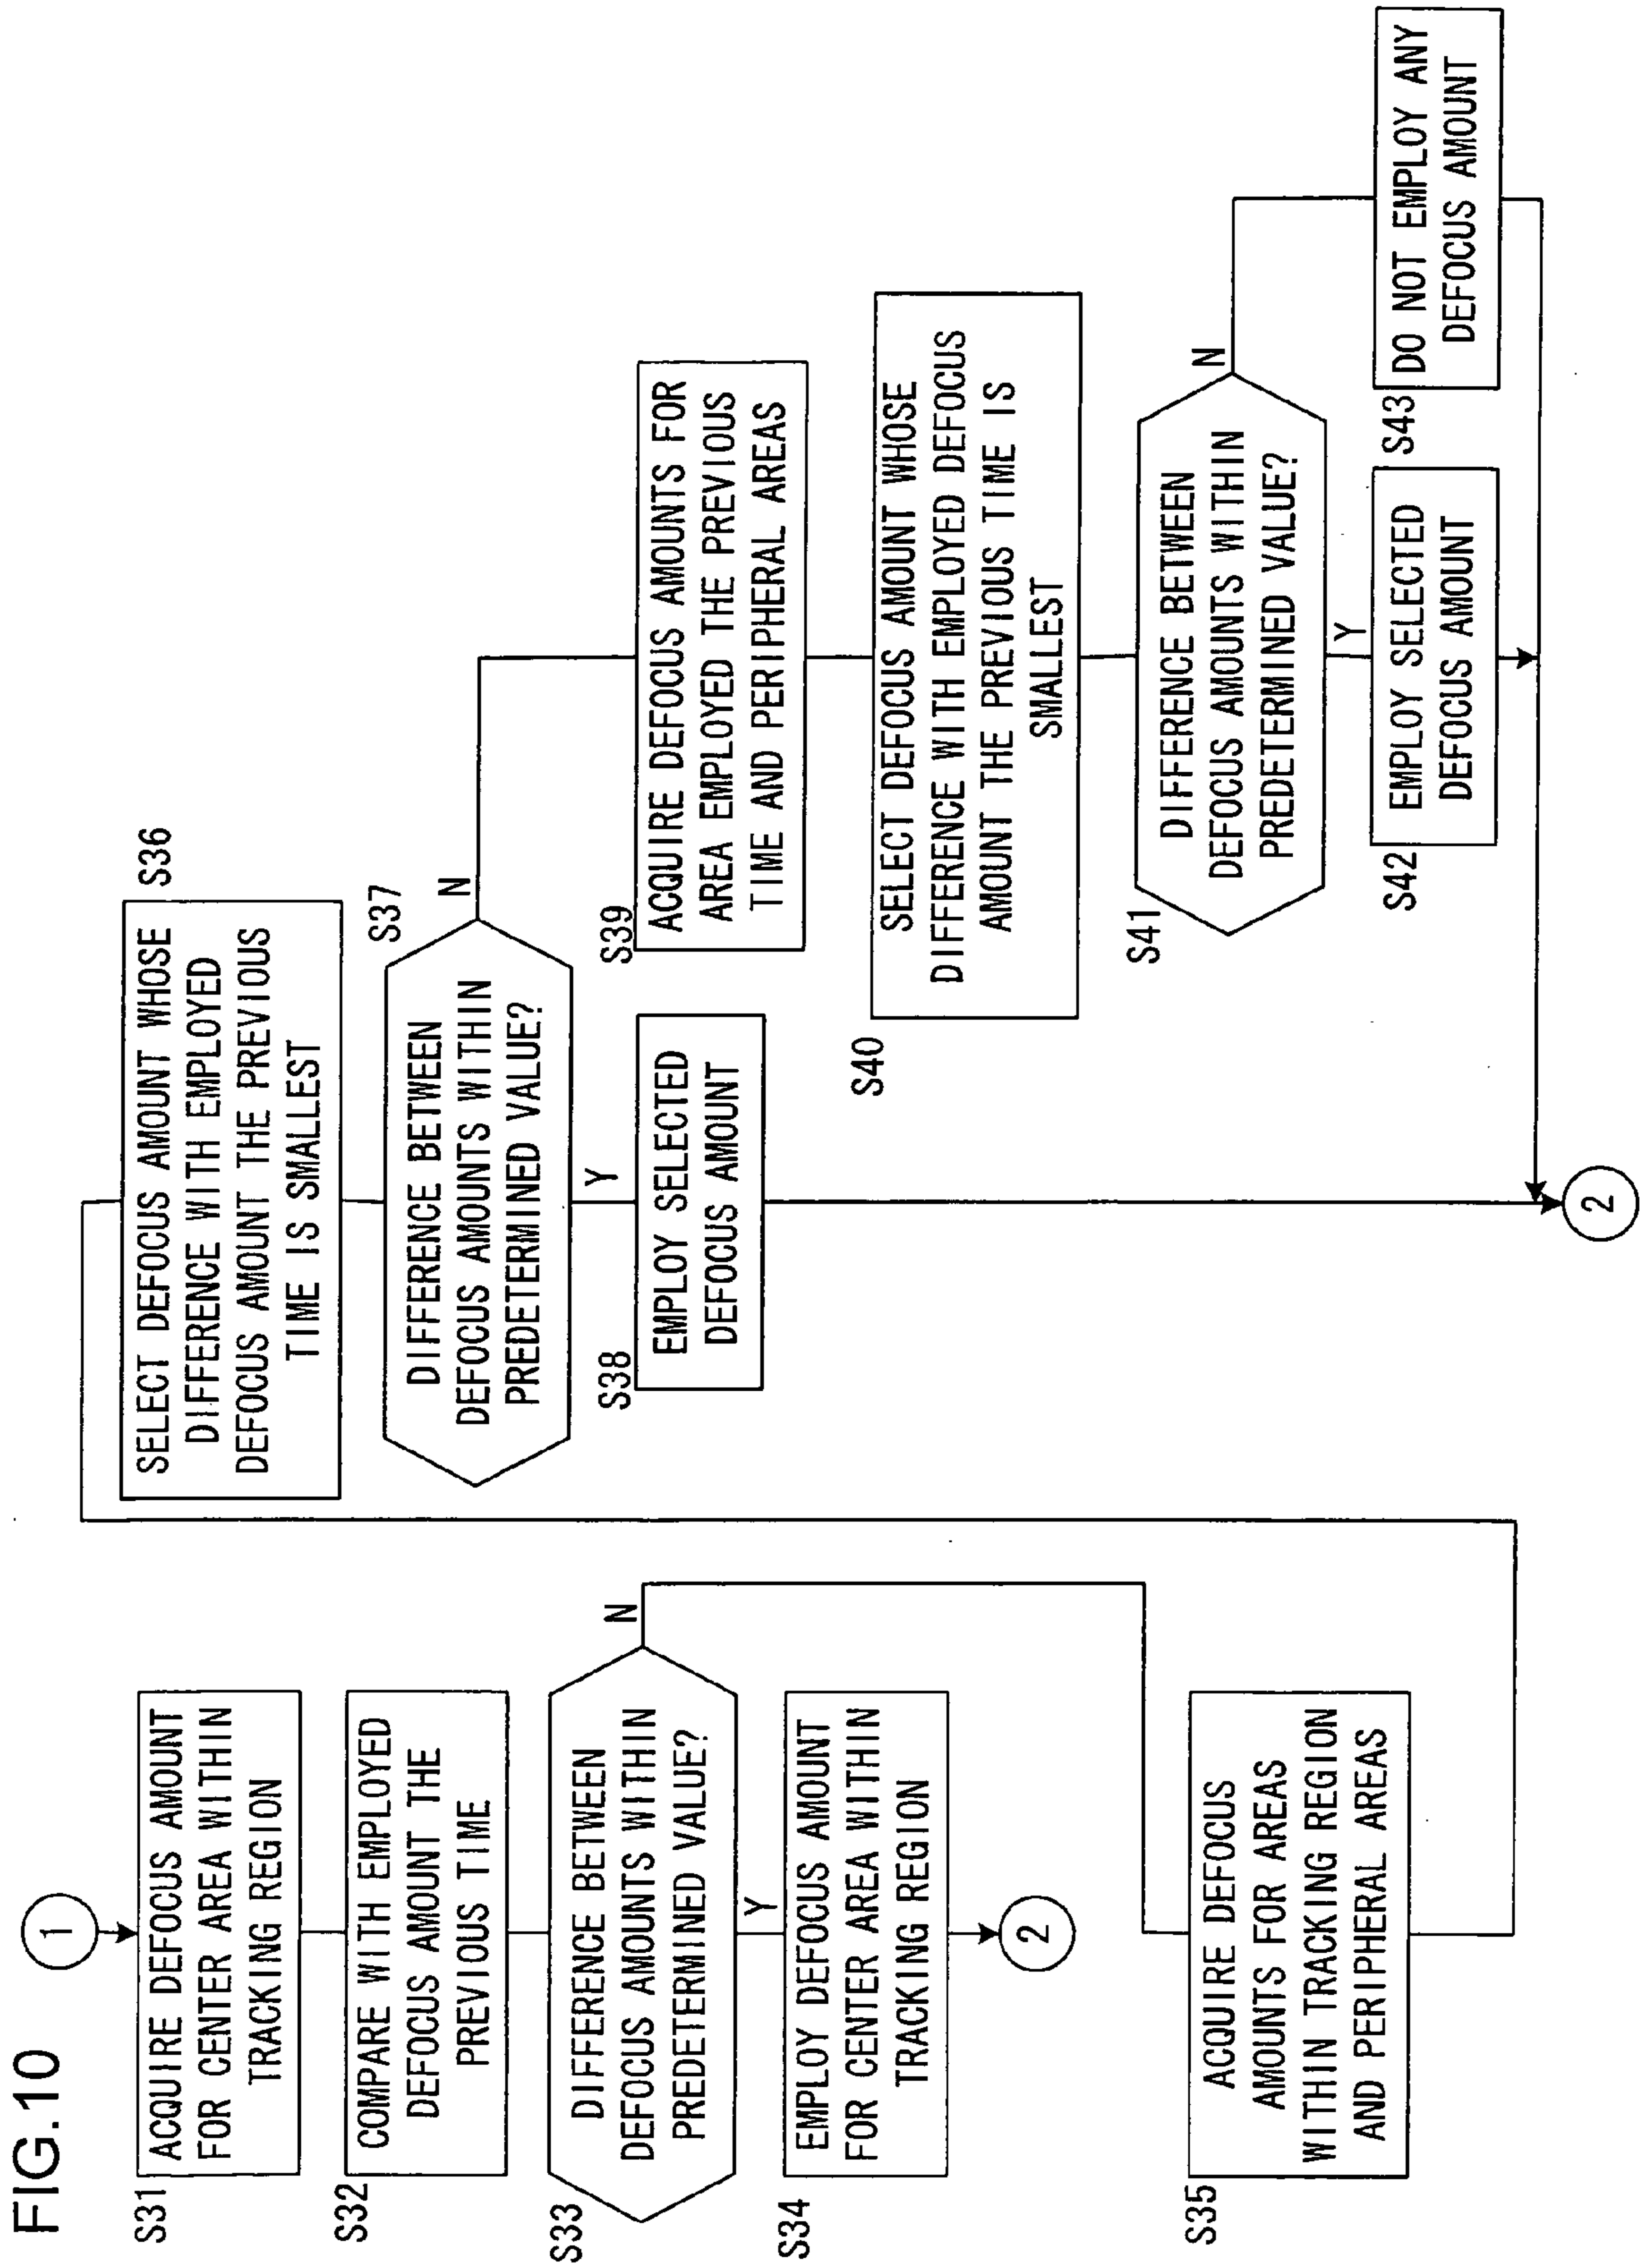 FIG.10
1
S31
ACQUIRE DEFOCUS AMOUNT
FOR CENTER AREA WITHIN
TRACKING REGION
S32
COMPARE WITH EMPLOYED
DEFOCUS AMOUNT THE
PREVIOUS TIME
S33
DIFFERENCE BETWEEN
DEFOCUS AMOUNTS WITHIN
PREDETERMINED VALUE?
N
Y
S34
EMPLOY DEFOCUS AMOUNT
FOR CENTER AREA WITHIN
TRACKING REGION
2
S35
ACQUIRE DEFOCUS
AMOUNTS FOR AREAS
WITHIN TRACKING REGION
AND PERIPHERAL AREAS
S36
SELECT DEFOCUS AMOUNT WHOSE
DIFFERENCE WITH EMPLOYED
DEFOCUS AMOUNT THE PREVIOUS
TIME IS SMALLEST
S37
DIFFERENCE BETWEEN
DEFOCUS AMOUNTS WITHIN
PREDETERMINED VALUE?
N
Y
S38
EMPLOY SELECTED
DEFOCUS AMOUNT
S39
ACQUIRE DEFOCUS AMOUNTS FOR
AREA EMPLOYED THE PREVIOUS
TIME AND PERIPHERAL AREAS
S40
SELECT DEFOCUS AMOUNT WHOSE
DIFFERENCE WITH EMPLOYED DEFOCUS
AMOUNT THE PREVIOUS TIME IS
SMALLEST
S41
DIFFERENCE BETWEEN
DEFOCUS AMOUNTS WITHIN
PREDETERMINED VALUE?
N
Y
S42
EMPLOY SELECTED
DEFOCUS AMOUNT
S43
DO NOT EMPLOY ANY
DEFOCUS AMOUNT
2